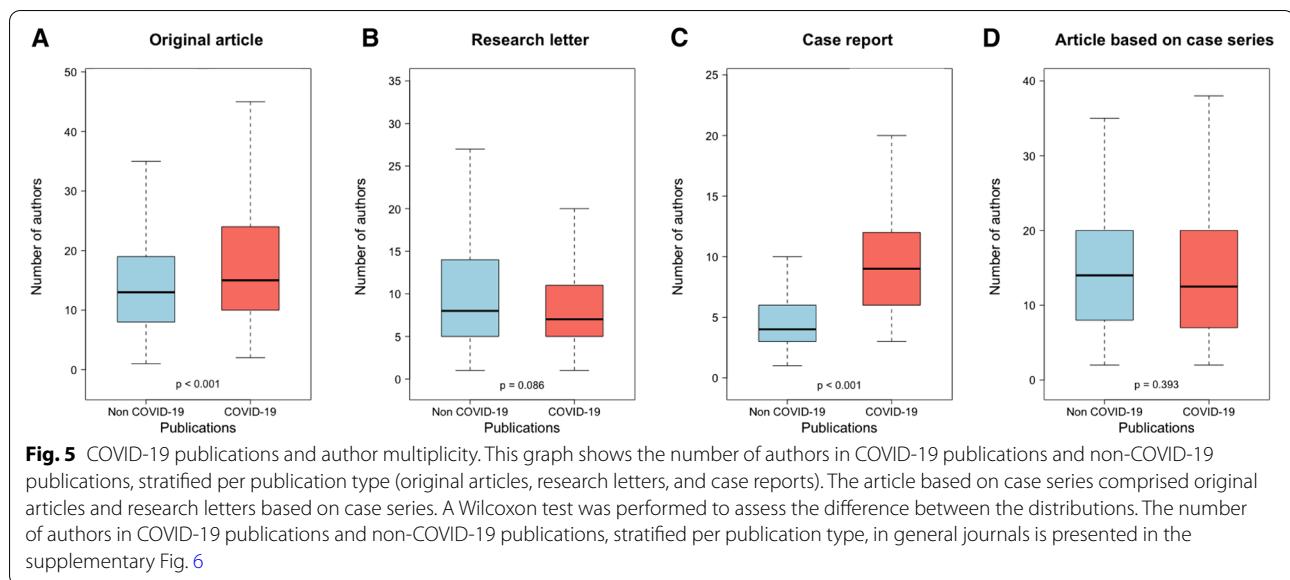 A Original article
50
40
30
20
10
0
Number of authors
p < 0.001
Non COVID-19 COVID-19
Publications
B Research letter
35
30
25
20
15
10
5
0
Number of authors
p = 0.086
Non COVID-19 COVID-19
Publications
C Case report
25
20
15
10
5
0
Number of authors
p < 0.001
Non COVID-19 COVID-19
Publications
D Article based on case series
40
30
20
10
0
Number of authors
p = 0.393
Non COVID-19 COVID-19
Publications
Fig. 5 COVID-19 publications and author multiplicity. This graph shows the number of authors in COVID-19 publications and non-COVID-19
publications, stratified per publication type (original articles, research letters, and case reports). The article based on case series comprised original
articles and research letters based on case series. A Wilcoxon test was performed to assess the difference between the distributions. The number
of authors in COVID-19 publications and non-COVID-19 publications, stratified per publication type, in general journals is presented in the
supplementary Fig. 6